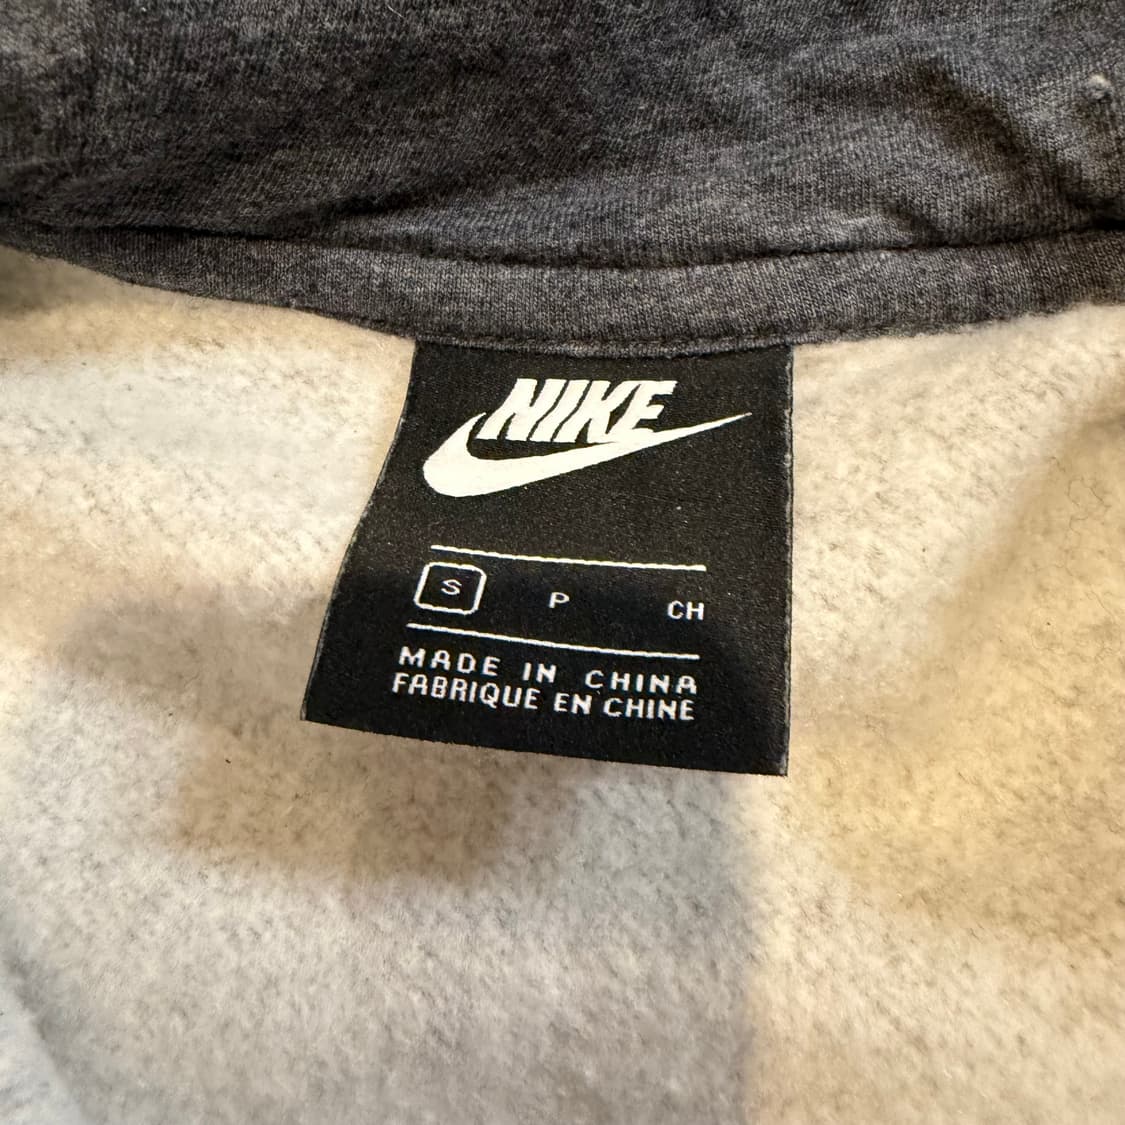 NIKE
S P CH
MADE IN CHINA
FABRIQUE EN CHINE